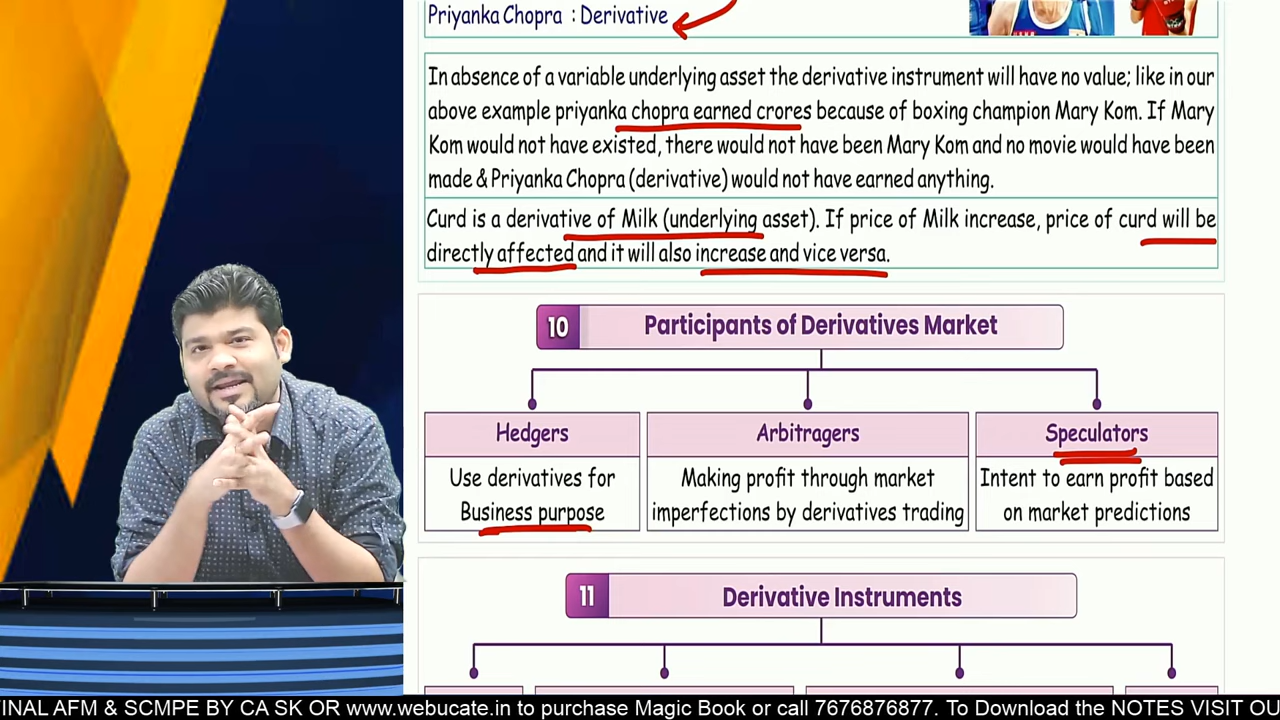 Priyanka Chopra : Derivative
In absence of a variable underlying asset the derivative instrument will have no value; like in our
above example priyanka chopra earned crores because of boxing champion Mary Kom. If Mary
Kom would not have existed, there would not have been Mary Kom and no movie would have been
made & Priyanka Chopra (derivative) would not have earned anything.
Curd is a derivative of Milk (underlying asset). If price of Milk increase, price of curd will be
directly affected and it will also increase and vice versa.
10 Participants of Derivatives Market
Hedgers
Use derivatives for
Business purpose
Arbitragers
Making profit through market
imperfections by derivatives trading
Speculators
Intent to earn profit based
on market predictions
11 Derivative Instruments
INAL AFM & SCMPE BY CA SK OR www.webucate.in to purchase Magic Book or call 7676876877. To Download the NOTES VISIT OU